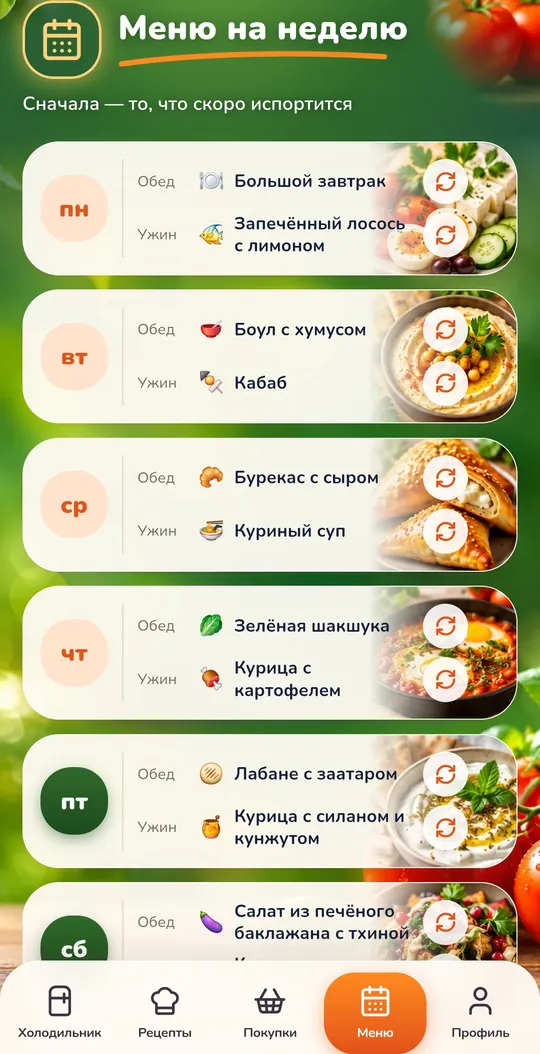 Меню на неделю
Сначала — то, что скоро испортится
пн
Обед
Большой завтрак
Ужин
Запечённый лосось
с лимоном
вт
Обед
Боул с хумусом
Ужин
Кабаб
ср
Обед
Бурекас с сыром
Ужин
Куриный суп
чт
Обед
Зелёная шакшука
Ужин
Курица с
картофелем
пт
Обед
Лабане с заатаром
Ужин
Курица с силаном и
кунжутом
сб
Обед
Салат из печёного
баклажана с тхиной
Холодильник
Рецепты
Покупки
Меню
Профиль